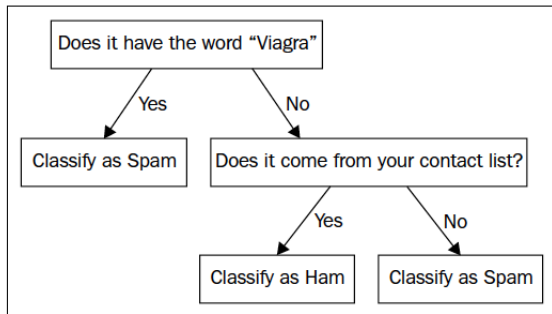 Does it have the word “Viagra”
Yes
No
Classify as Spam
Does it come from your contact list?
Yes
No
Classify as Ham
Classify as Spam